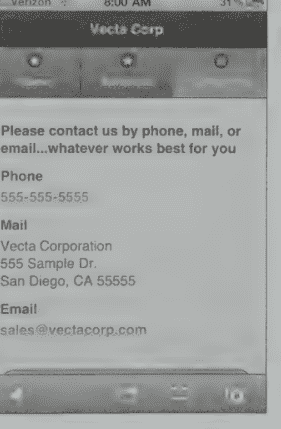 Verizon
8:00 AM
31%
Vecta Corp
Please contact us by phone, mail, or
email...whatever works best for you
Phone
555-555-5555
Mail
Vecta Corporation
555 Sample Dr.
San Diego, CA 55555
Email
sales@vectacorp.com